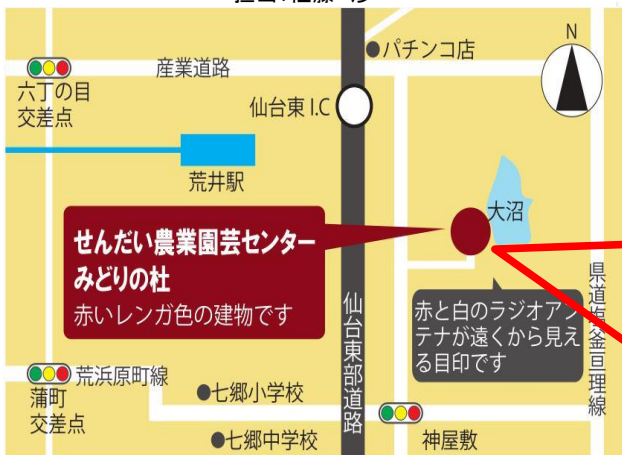 パチンコ店
N
産業道路
六丁の目
交差点
仙台東I.C
荒井駅
大沼
せんだい農業園芸センター
みどりの杜
赤いレンガ色の建物です
赤と白のラジオアン
テナが遠くから見え
る目印です
仙台東部道路
県道塩釜亘理線
荒浜原町線
蒲町
交差点
七郷小学校
七郷中学校
神屋敷